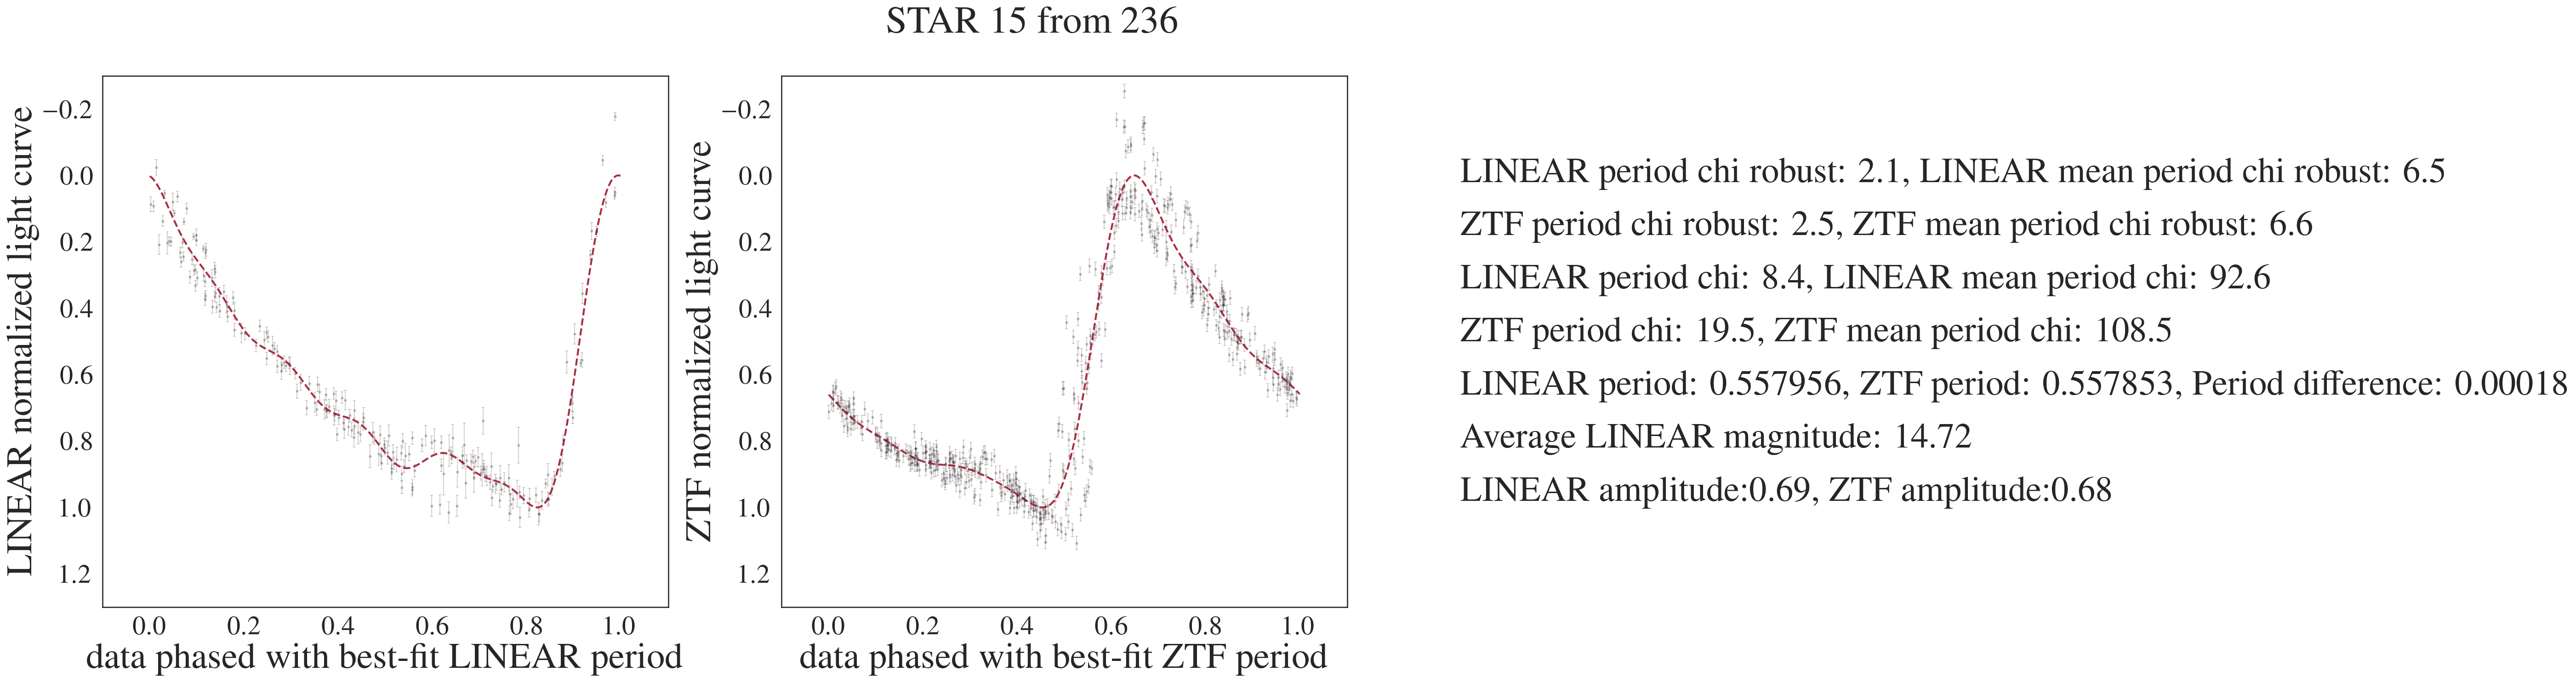 STAR 15 from 236
LINEAR normalized light curve
−0.2
0.0
0.2
0.4
0.6
0.8
1.0
1.2
0.0 0.2 0.4 0.6 0.8 1.0
data phased with best-fit LINEAR period
ZTF normalized light curve
−0.2
0.0
0.2
0.4
0.6
0.8
1.0
1.2
0.0 0.2 0.4 0.6 0.8 1.0
data phased with best-fit ZTF period
LINEAR period chi robust: 2.1, LINEAR mean period chi robust: 6.5
ZTF period chi robust: 2.5, ZTF mean period chi robust: 6.6
LINEAR period chi: 8.4, LINEAR mean period chi: 92.6
ZTF period chi: 19.5, ZTF mean period chi: 108.5
LINEAR period: 0.557956, ZTF period: 0.557853, Period difference: 0.00018
Average LINEAR magnitude: 14.72
LINEAR amplitude:0.69, ZTF amplitude:0.68